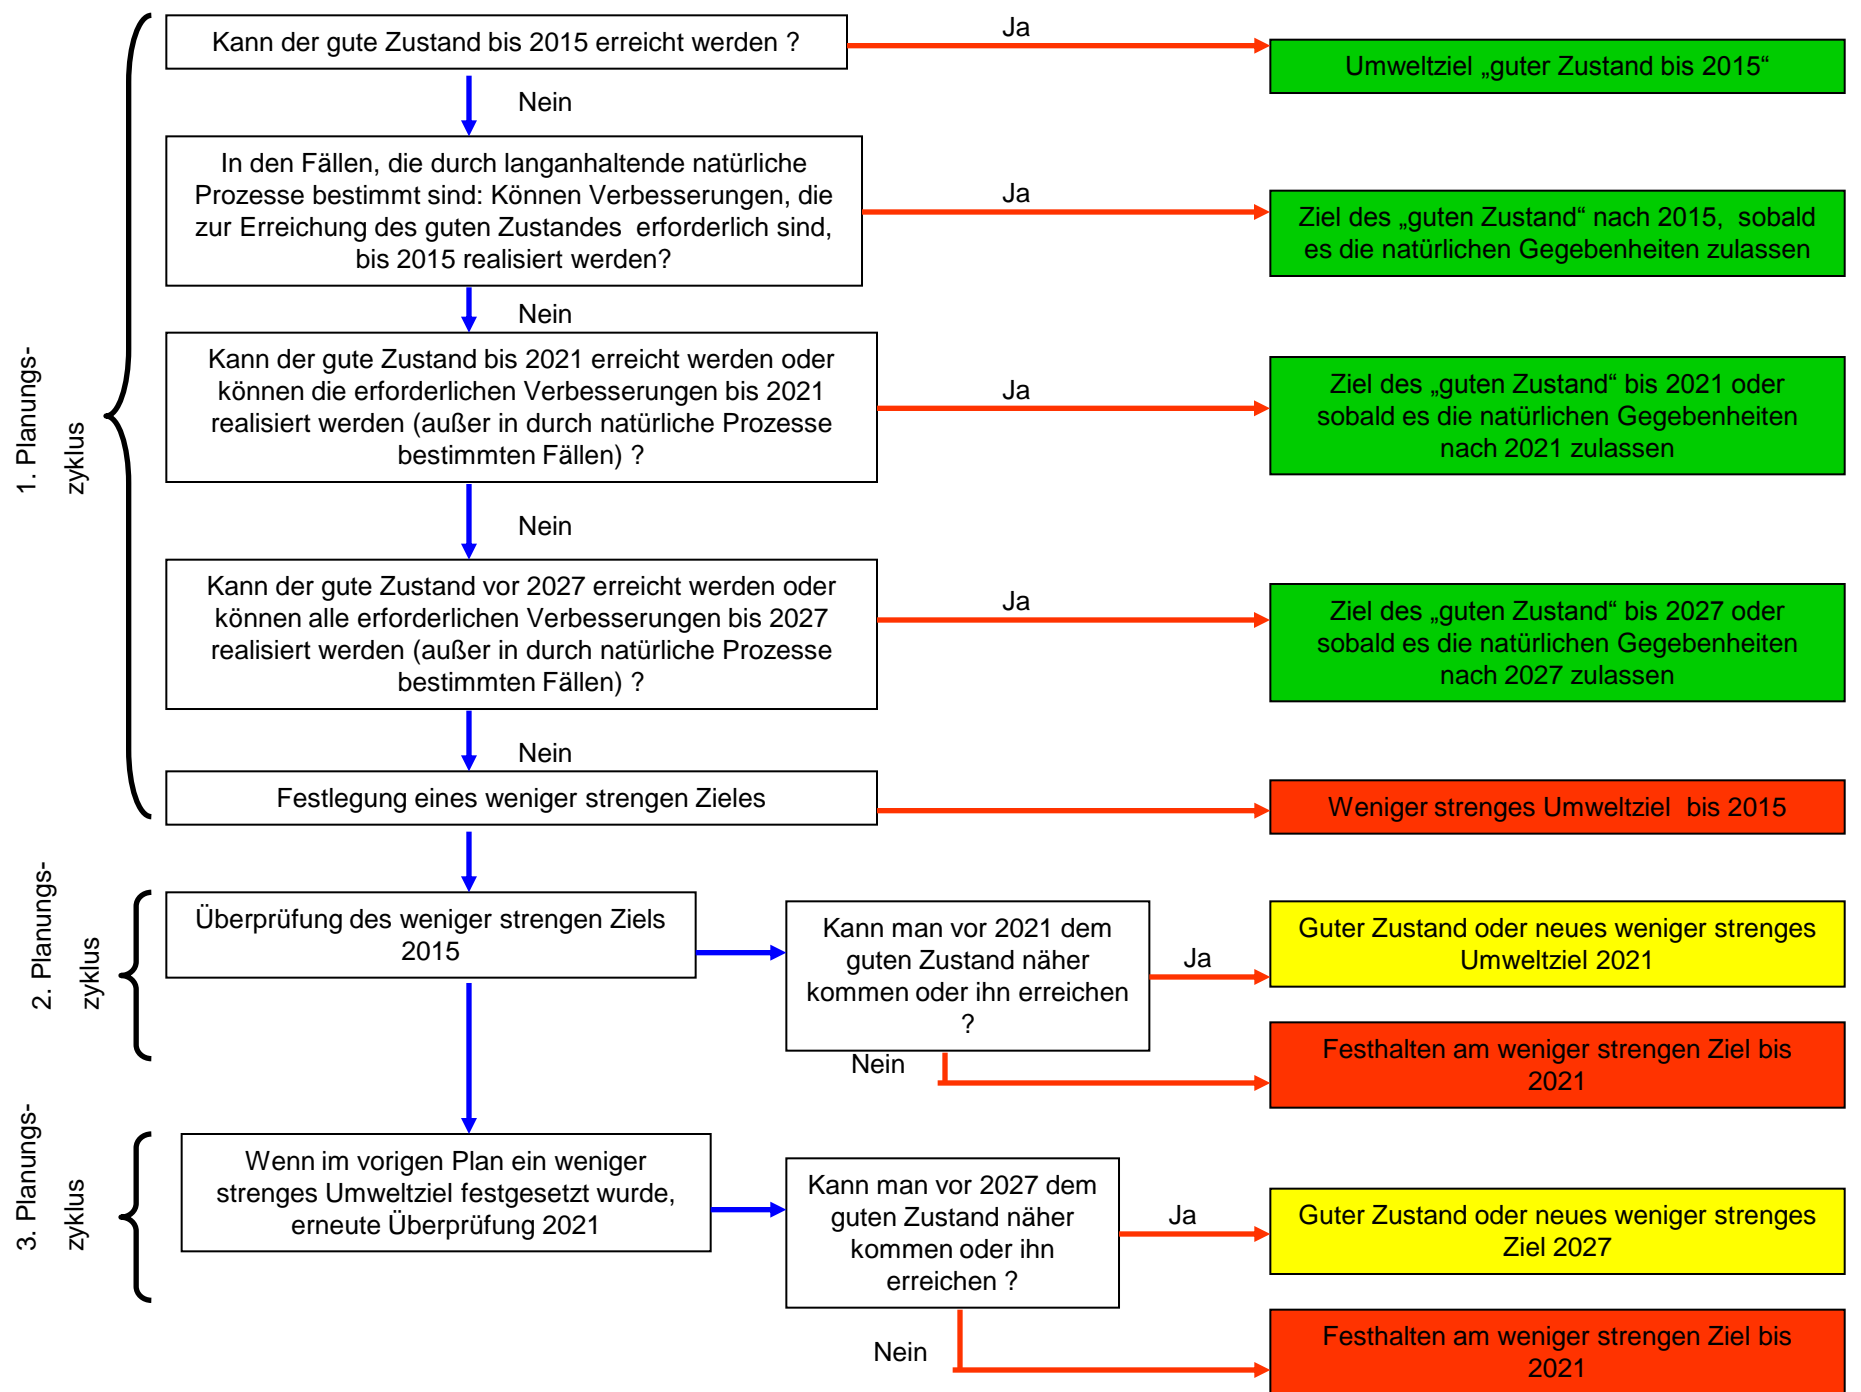 Kann der gute Zustand bis 2015 erreicht werden ?
Ja
Umweltziel „guter Zustand bis 2015“
Nein
In den Fällen, die durch langanhaltende natürliche
Prozesse bestimmt sind: Können Verbesserungen, die
zur Erreichung des guten Zustandes erforderlich sind,
bis 2015 realisiert werden?
Ja
Ziel des „guten Zustand“ nach 2015, sobald
es die natürlichen Gegebenheiten zulassen
Nein
Kann der gute Zustand bis 2021 erreicht werden oder
können die erforderlichen Verbesserungen bis 2021
realisiert werden (außer in durch natürliche Prozesse
bestimmten Fällen) ?
Ja
Ziel des „guten Zustand“ bis 2021 oder
sobald es die natürlichen Gegebenheiten
nach 2021 zulassen
1. Planungs-
zyklus
Nein
Kann der gute Zustand vor 2027 erreicht werden oder
können alle erforderlichen Verbesserungen bis 2027
realisiert werden (außer in durch natürliche Prozesse
bestimmten Fällen) ?
Ja
Ziel des „guten Zustand“ bis 2027 oder
sobald es die natürlichen Gegebenheiten
nach 2027 zulassen
Nein
Festlegung eines weniger strengen Zieles
Weniger strenges Umweltziel bis 2015
2. Planungs-
zyklus
Überprüfung des weniger strengen Ziels
2015
Kann man vor 2021 dem
guten Zustand näher
kommen oder ihn erreichen
?
Ja
Guter Zustand oder neues weniger strenges
Umweltziel 2021
Nein
Festhalten am weniger strengen Ziel bis
2021
3. Planungs-
zyklus
Wenn im vorigen Plan ein weniger
strenges Umweltziel festgesetzt wurde,
erneute Überprüfung 2021
Kann man vor 2027 dem
guten Zustand näher
kommen oder ihn
erreichen ?
Ja
Guter Zustand oder neues weniger strenges
Ziel 2027
Nein
Festhalten am weniger strengen Ziel bis
2021